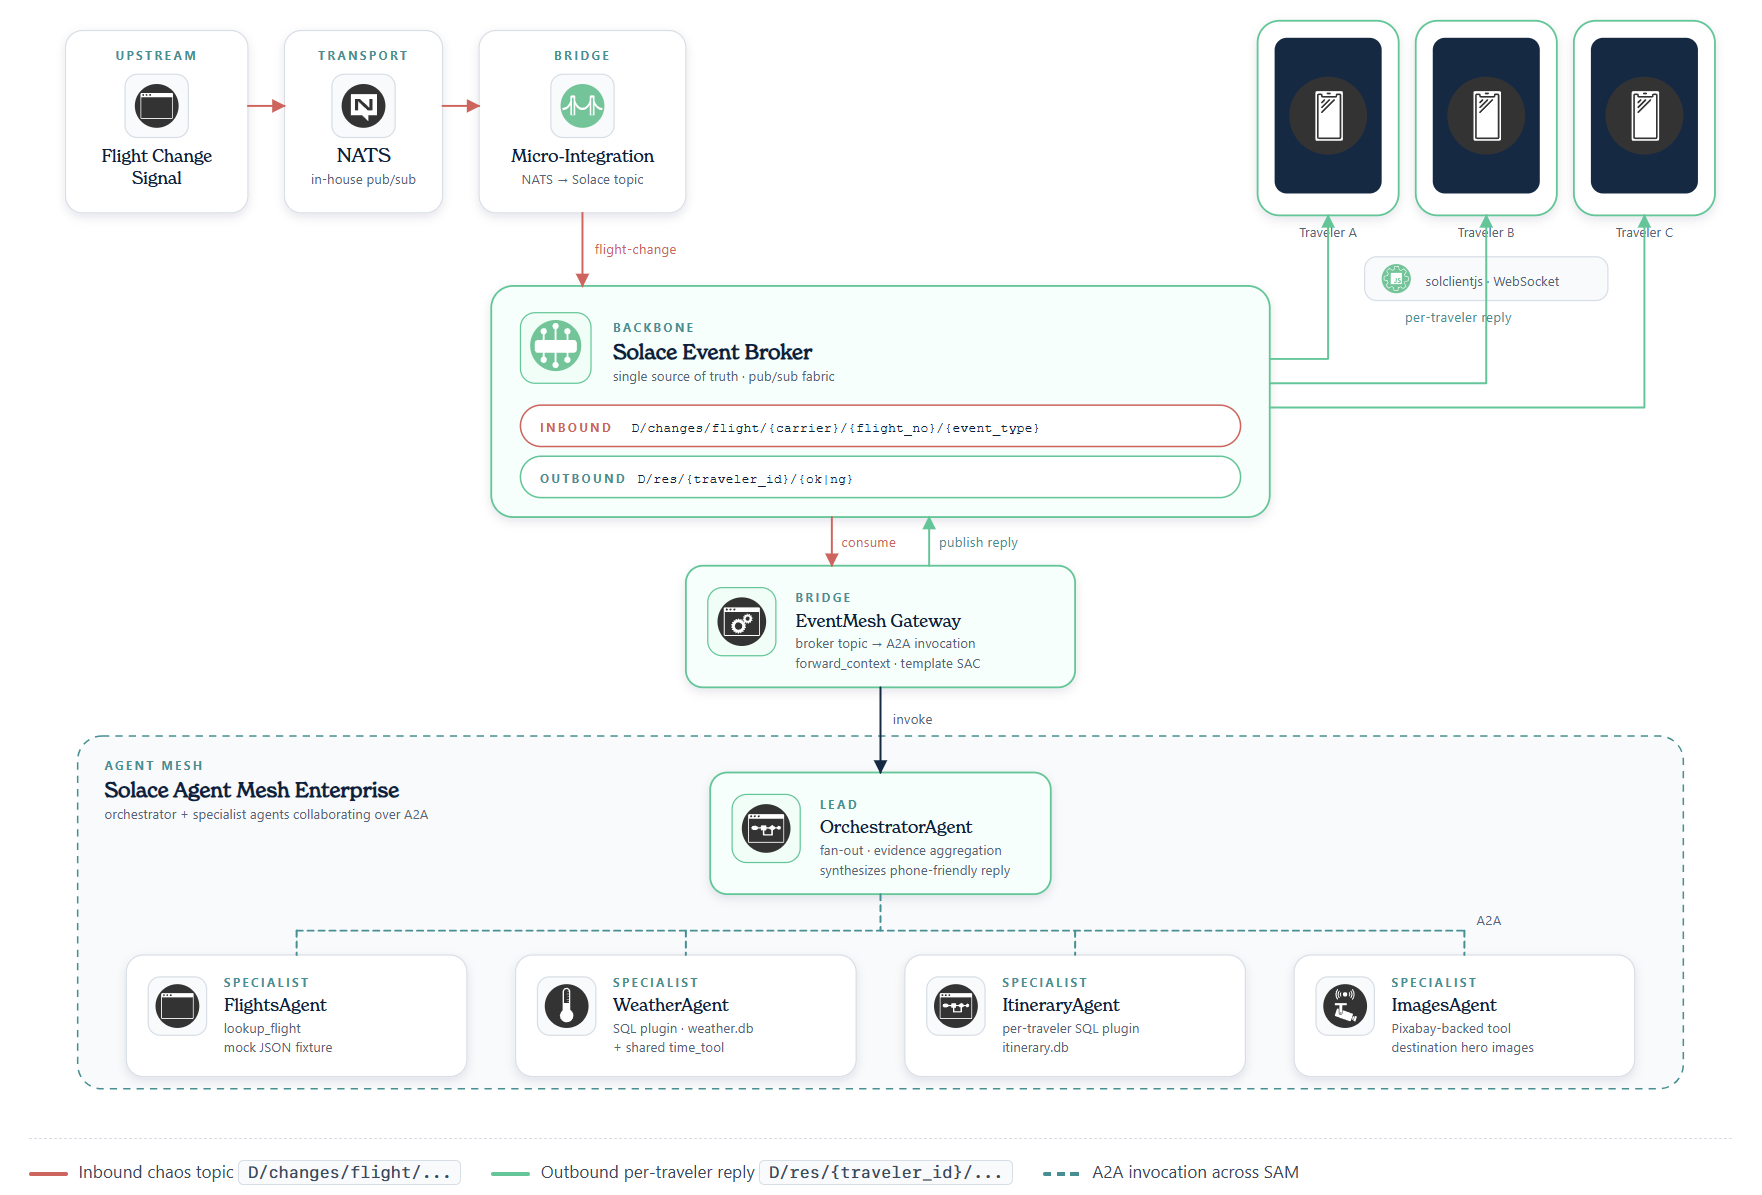 UPSTREAM
Flight Change
Signal
TRANSPORT
NATS
in-house pub/sub
BRIDGE
Micro-Integration
NATS → Solace topic
flight-change
Traveler A
Traveler B
Traveler C
JS
solclientjs · WebSocket
per-traveler reply
BACKBONE
Solace Event Broker
single source of truth · pub/sub fabric
INBOUND D/changes/flight/{carrier}/{flight_no}/{event_type}
OUTBOUND D/res/{traveler_id}/{ok|ng}
consume
publish reply
BRIDGE
EventMesh Gateway
broker topic → A2A invocation
forward_context · template SAC
invoke
AGENT MESH
Solace Agent Mesh Enterprise
orchestrator + specialist agents collaborating over A2A
LEAD
OrchestratorAgent
fan-out · evidence aggregation
synthesizes phone-friendly reply
A2A
SPECIALIST
FlightsAgent
lookup_flight
mock JSON fixture
SPECIALIST
WeatherAgent
SQL plugin · weather.db
+ shared time_tool
SPECIALIST
ItineraryAgent
per-traveler SQL plugin
itinerary.db
SPECIALIST
ImagesAgent
Pixabay-backed tool
destination hero images
Inbound chaos topic D/changes/flight/...
Outbound per-traveler reply D/res/{traveler_id}/...
A2A invocation across SAM